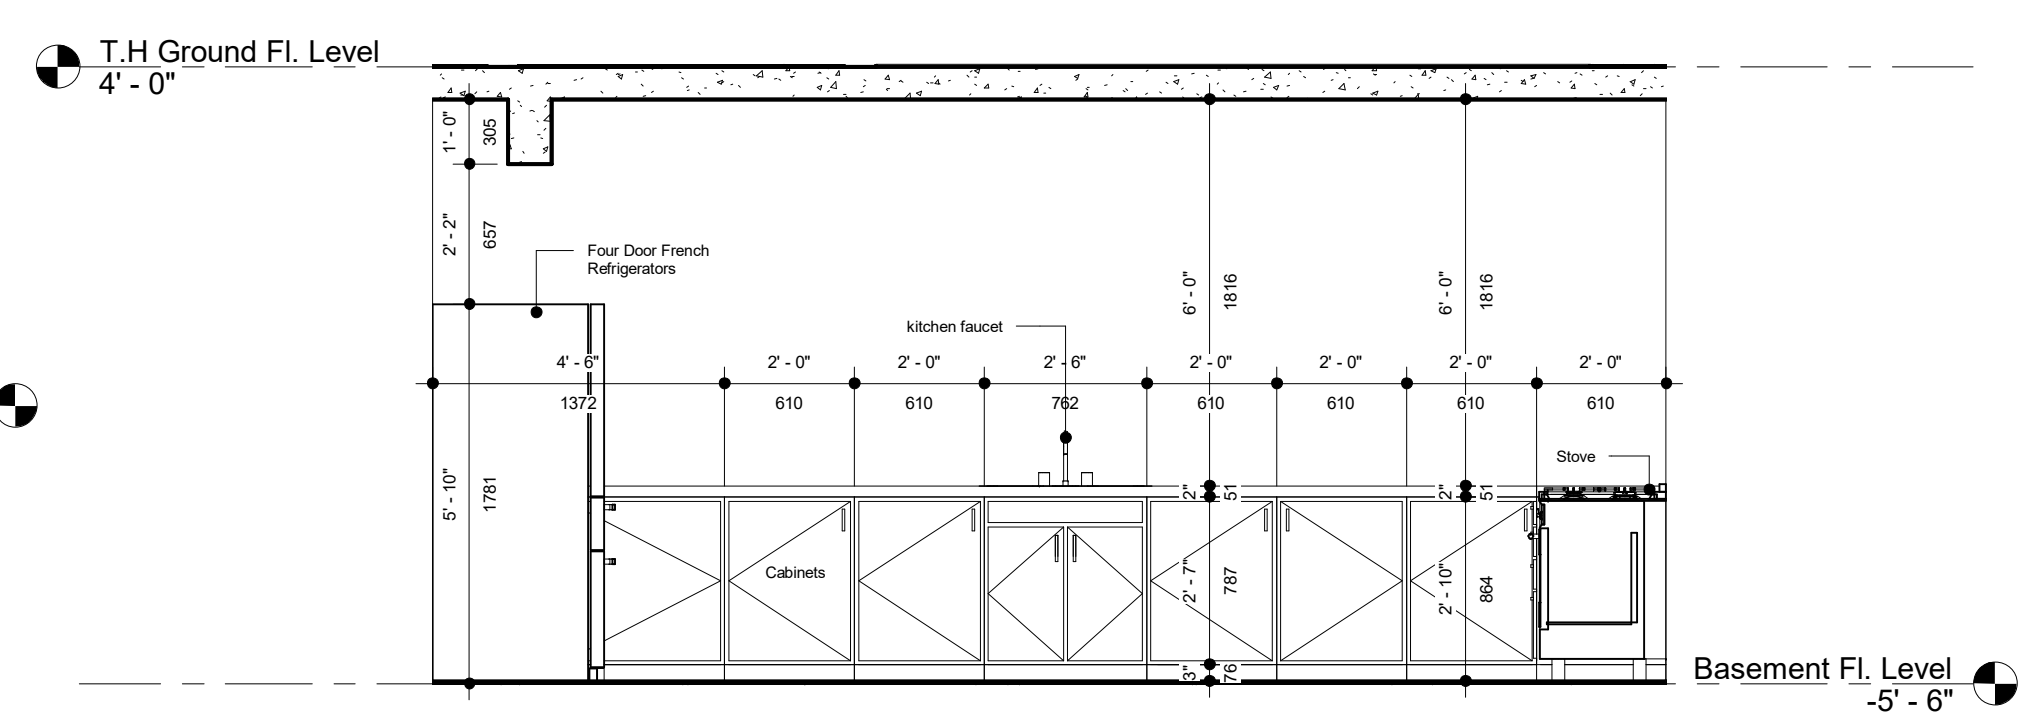 T.H Ground Fl. Level
4' - 0"
1' - 0"
305
2' - 2"
657
Four Door French
Refrigerators
6' - 0"
1816
6' - 0"
1816
kitchen faucet
4' - 6"
2' - 0"
2' - 0"
2' - 6"
2' - 0"
2' - 0"
2' - 0"
2' - 0"
1372
610
610
762
610
610
610
610
Stove
5' - 10"
1781
2"
51
2"
51
Cabinets
2' - 7"
787
2' - 10"
864
3"
76
Basement Fl. Level
-5' - 6"